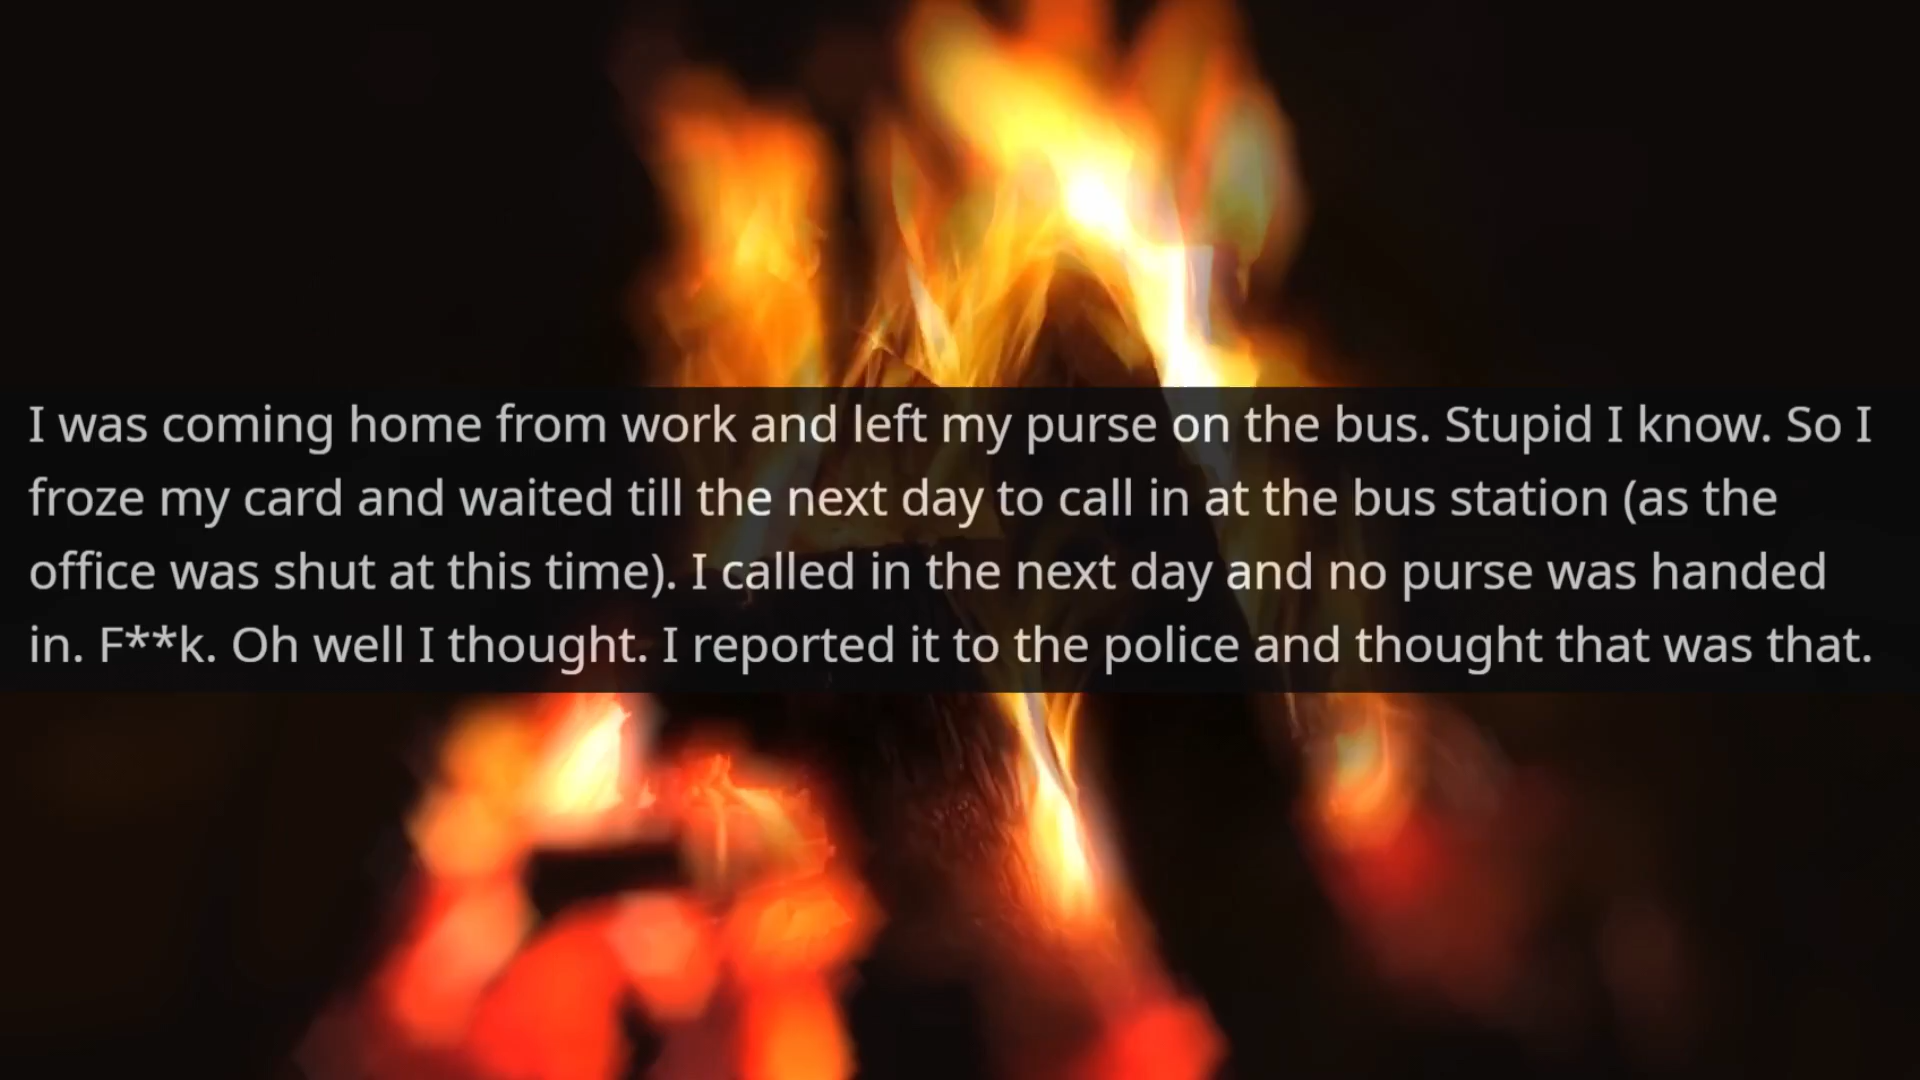 I was coming home from work and left my purse on the bus. Stupid I know. So I
froze my card and waited till the next day to call in at the bus station (as the
office was shut at this time). I called in the next day and no purse was handed
in. F**k. Oh well I thought. I reported it to the police and thought that was that.